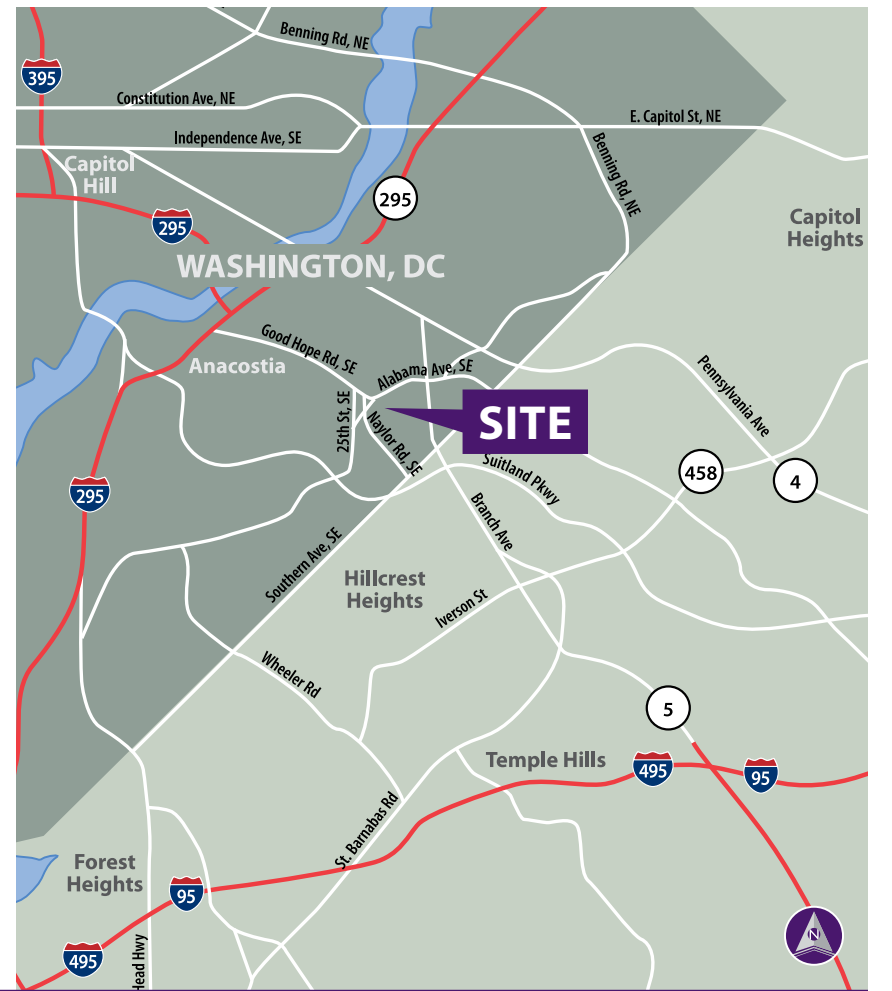 Benning Rd, NE
395
Constitution Ave, NE
E. Capitol St, NE
Independence Ave, SE
Benning Rd, NE
Capitol
Hill
295
295
Capitol
Heights
WASHINGTON, DC
Good Hope Rd, SE
Anacostia
Alabama Ave, SE
Pennsylvania Ave
25th St, SE
SITE
Naylor Rd, SE
Suitland Pkwy
458
4
295
Branch Ave
Southern Ave, SE
Hillcrest
Heights
Iverson St
Wheeler Rd
5
Temple Hills
495
95
St. Barnabas Rd
Forest
Heights
95
N
495
Head Hwy